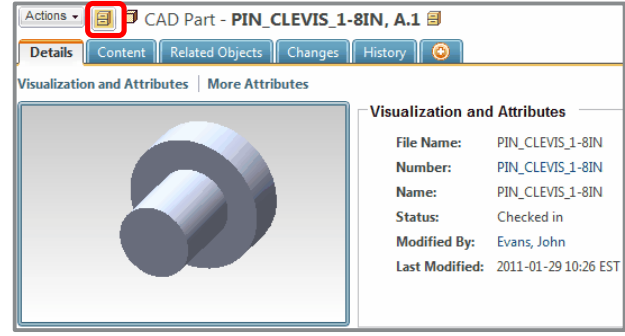 Actions
CAD Part - PIN_CLEVIS_1-8IN, A.1
Details Content Related Objects Changes History
Visualization and Attributes | More Attributes
Visualization and Attributes
File Name: PIN_CLEVIS_1-8IN
Number: PIN_CLEVIS_1-8IN
Name: PIN_CLEVIS_1-8IN
Status: Checked in
Modified By: Evans, John
Last Modified: 2011-01-29 10:26 EST